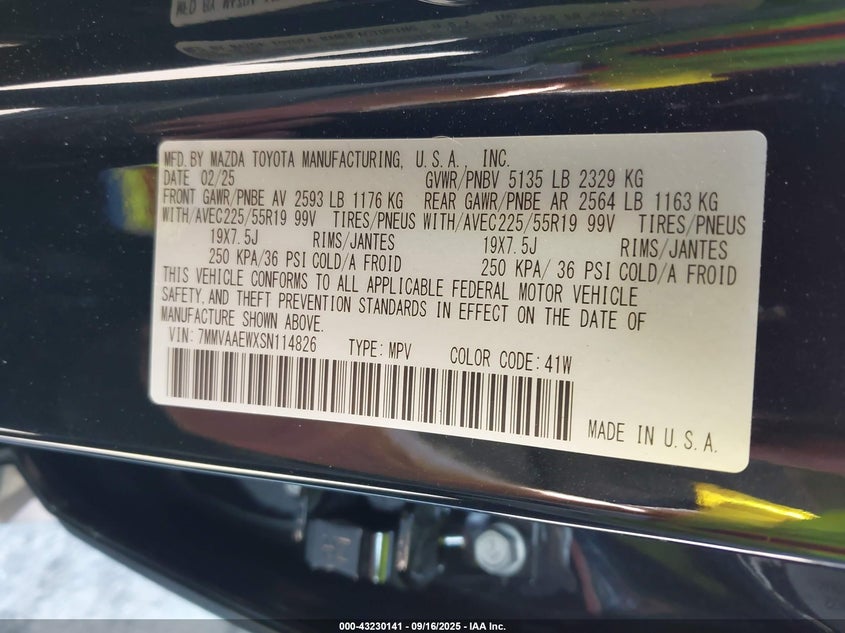 MFD. BY MAZDA TOYOTA MANUFACTURING, U.S.A., INC.
DATE 02/25 GVWR/PNBV 5135 LB 2329 KG
FRONT GAWR/PNBE AV 2593 LB 1176 KG REAR GAWR/PNBE AR 2564 LB 1163 KG
WITH/AVEC225/55R19 99V TIRES/PNEUS WITH/AVEC225/55R19 99V TIRES/PNEUS
19X7.5J RIMS/JANTES 19X7.5J RIMS/JANTES
250 KPA/36 PSI COLD/A FROID 250 KPA/ 36 PSI COLD/A FROID
THIS VEHICLE CONFORMS TO ALL APPLICABLE FEDERAL MOTOR VEHICLE
SAFETY, AND THEFT PREVENTION STANDARDS IN EFFECT ON THE DATE OF
MANUFACTURE SHOWN ABOVE.
VIN: 7MMVAAEWXSN114826 TYPE: MPV COLOR CODE: 41W
MADE IN U.S.A.
000-43230141 - 09/16/2025 - IAA Inc.